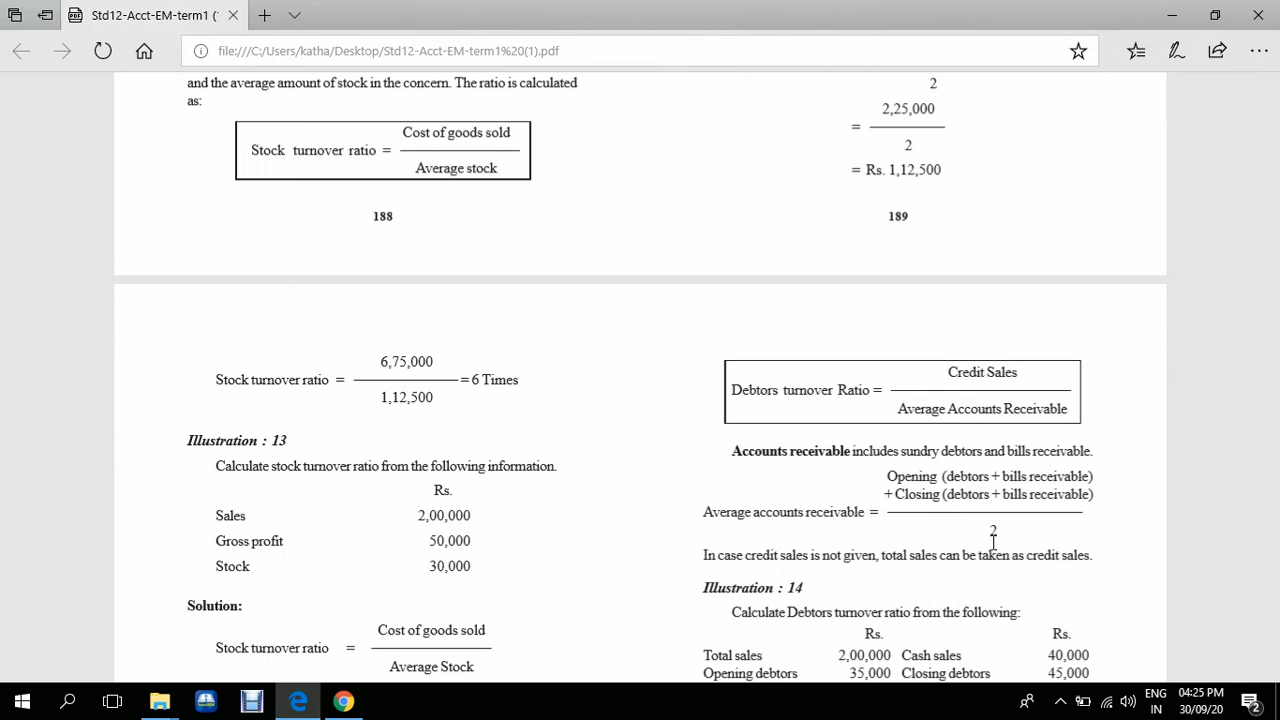 Std12-Acct-EM-term1 (
file:///C:/Users/katha/Desktop/Std12-Acct-EM-term1%20(1).pdf
and the average amount of stock in the concern. The ratio is calculated
as:
Cost of goods sold
Stock turnover ratio =
Average stock
188
2
2,25,000
=
2
= Rs. 1,12,500
189
6,75,000
Stock turnover ratio = = 6 Times
1,12,500
Illustration : 13
Calculate stock turnover ratio from the following information.
Rs.
Sales 2,00,000
Gross profit 50,000
Stock 30,000
Solution:
Cost of goods sold
Stock turnover ratio =
Average Stock
Credit Sales
Debtors turnover Ratio =
Average Accounts Receivable
Accounts receivable includes sundry debtors and bills receivable.
Opening (debtors + bills receivable)
+ Closing (debtors + bills receivable)
Average accounts receivable =
2
In case credit sales is not given, total sales can be taken as credit sales.
Illustration : 14
Calculate Debtors turnover ratio from the following:
Rs. Rs.
Total sales 2,00,000 Cash sales 40,000
Opening debtors 35,000 Closing debtors 45,000
ENG 04:25 PM
IN 30/09/20
2